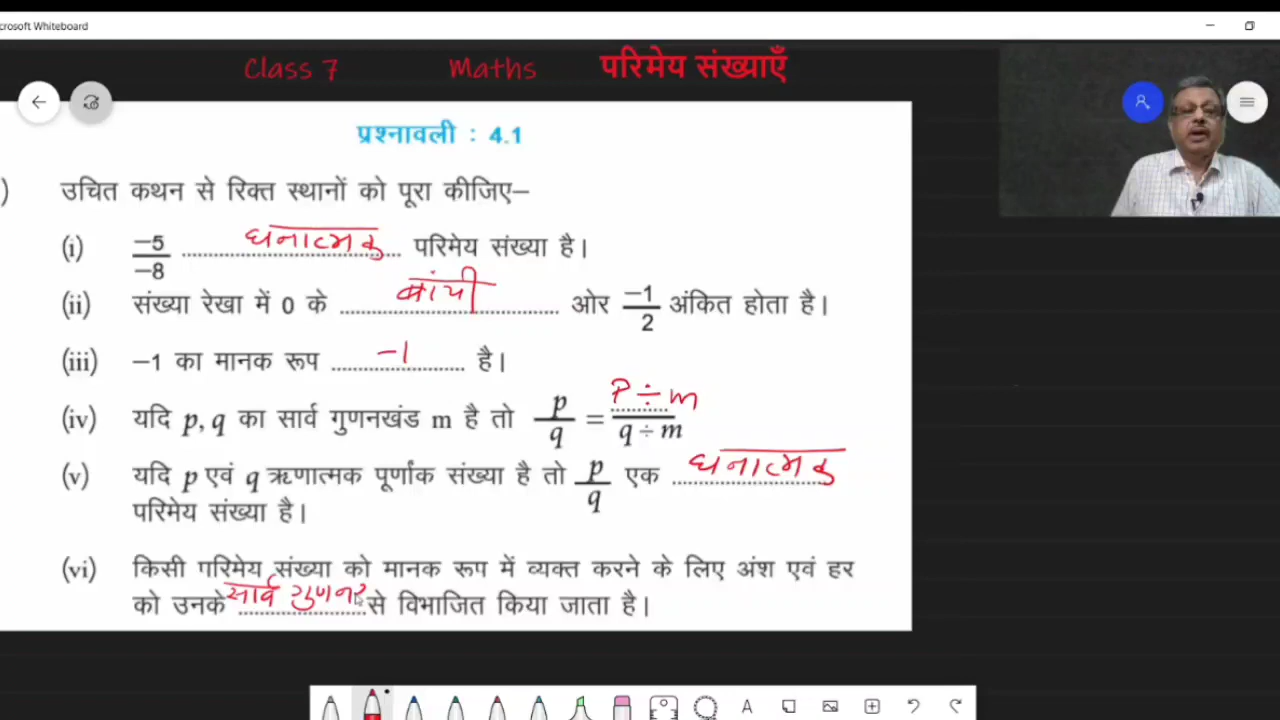 crosoft Whiteboard
Class 7 Maths परिमेय संख्याएँ
प्रश्नावली : 4.1
) उचित कथन से रिक्त स्थानों को पूरा कीजिए–
(i) −5/−8 ........ धनात्मक ........ परिमेय संख्या है।
(ii) संख्या रेखा में 0 के ........ बांयी ........ ओर −1/2 अंकित होता है।
(iii) −1 का मानक रूप ........ −1 ........ है।
(iv) यदि p, q का सार्व गुणनखंड m है तो p/q = P ÷ m/q ÷ m
(v) यदि p एवं q ऋणात्मक पूर्णांक संख्या है तो p/q एक ........ धनात्मक ........
परिमेय संख्या है।
(vi) किसी परिमेय संख्या को मानक रूप में व्यक्त करने के लिए अंश एवं हर
को उनके सार्व गुणनर से विभाजित किया जाता है।